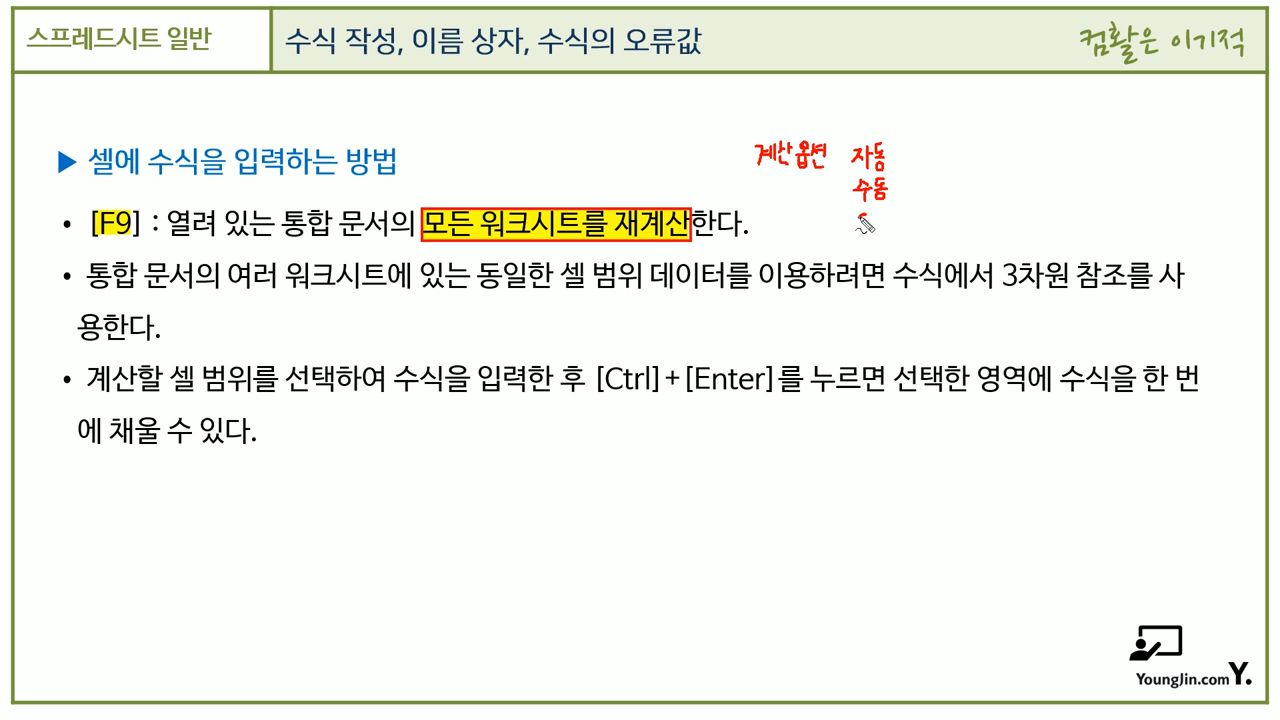 스프레드시트 일반
수식 작성, 이름 상자, 수식의 오류값
컴활은 이기적
▶ 셀에 수식을 입력하는 방법
계산옵션 자동
수동
• [F9] : 열려 있는 통합 문서의 모든 워크시트를 재계산한다.
• 통합 문서의 여러 워크시트에 있는 동일한 셀 범위 데이터를 이용하려면 수식에서 3차원 참조를 사
용한다.
• 계산할 셀 범위를 선택하여 수식을 입력한 후 [Ctrl]+[Enter]를 누르면 선택한 영역에 수식을 한 번
에 채울 수 있다.
YoungJin.com Y.